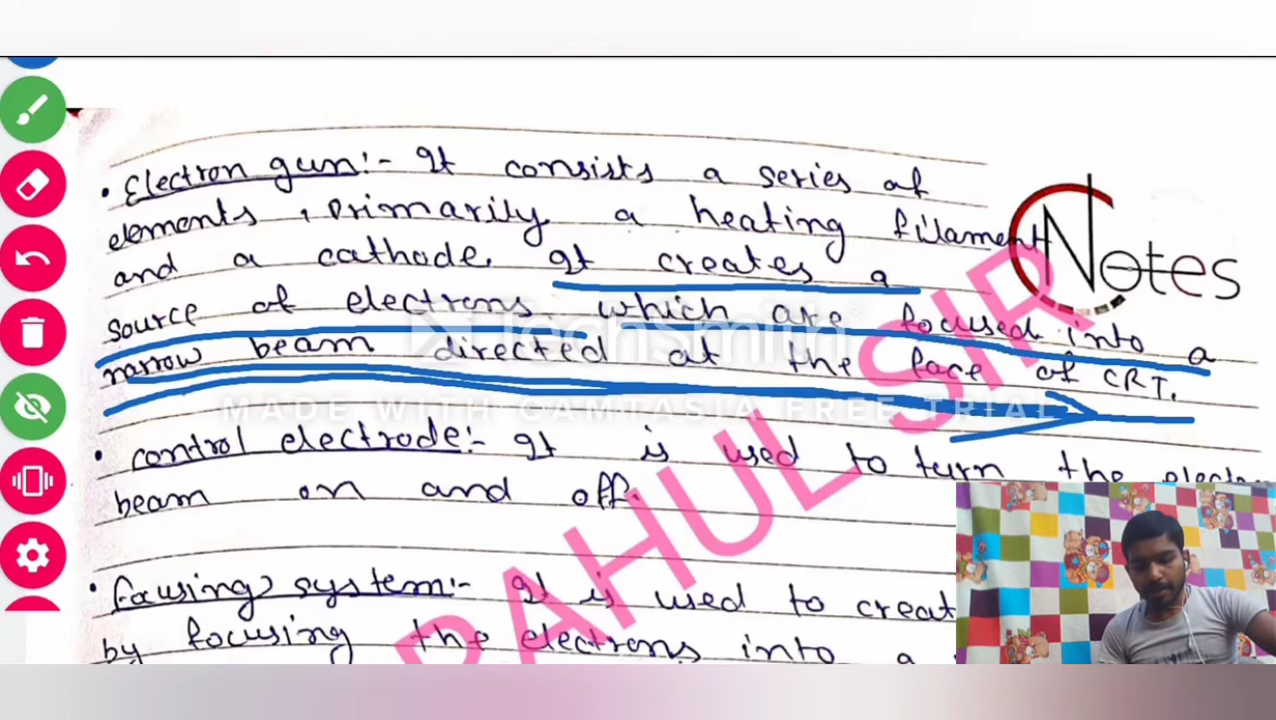 • Electron gun:- It consists a series of
elements, primarily a heating filament
and a cathode. It creates a
source of electrons which are focused into a
narrow beam directed at the face of CRT.
• control electrode:- It is used to turn the electr
beam on and off.
• focusing system:- It is used to creat
by focusing the electrons into a
Notes
TechSmith
MADE WITH CAMTASIA FREE TRIAL
RAHUL SIR